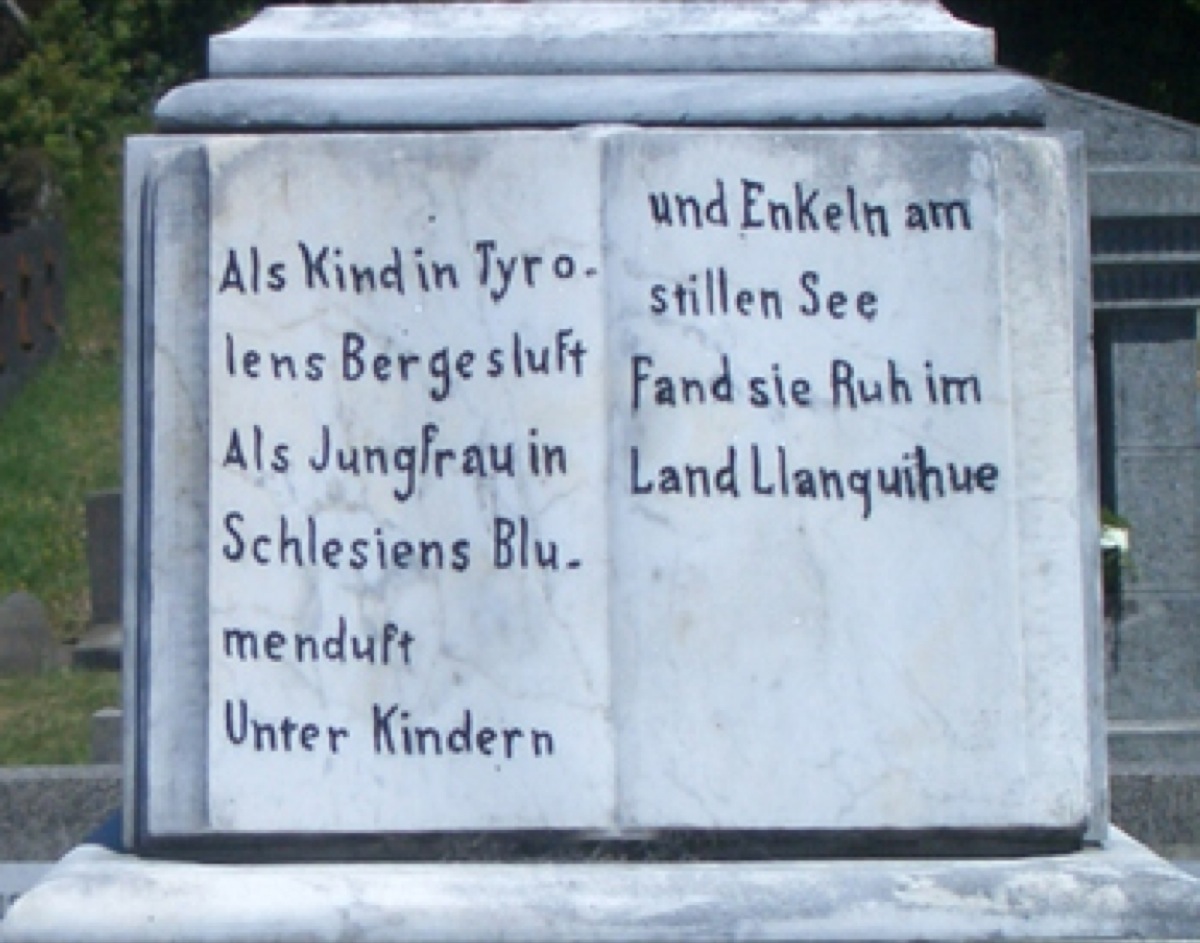 Als Kind in Tyro-
lens Bergesluft
Als Jungfrau in
Schlesiens Blu-
menduft
Unter Kindern
und Enkeln am
stillen See
Fand sie Ruh im
Land Llanquihue